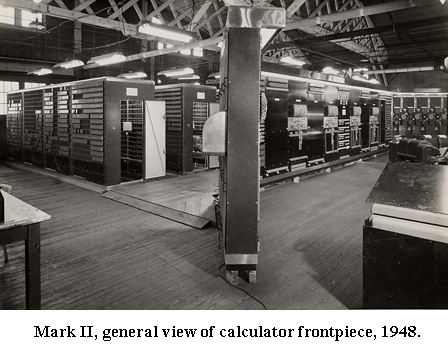 Mark II, general view of calculator frontpiece, 1948.